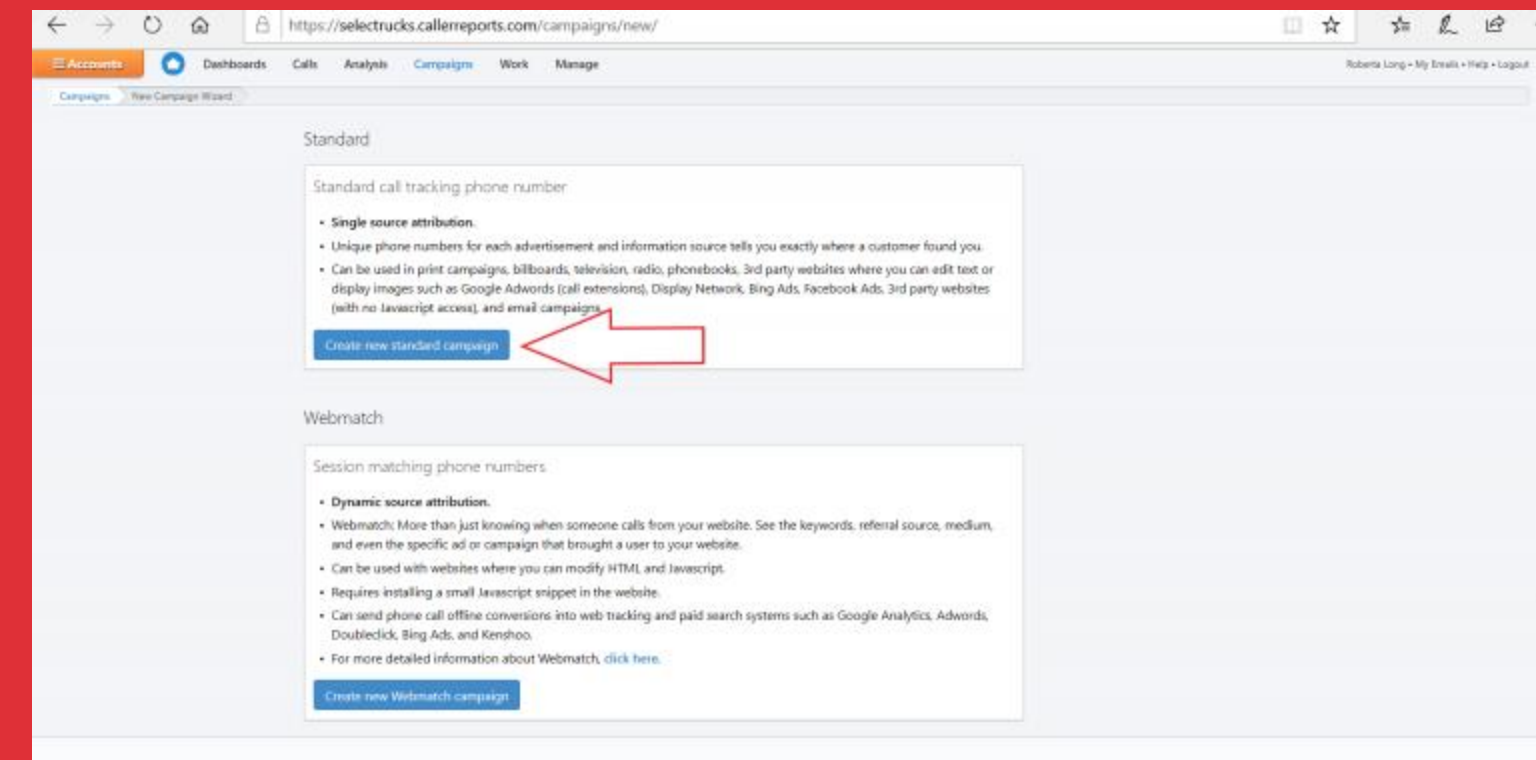 https://selectrucks.callerreports.com/campaigns/new/
Accounts Dashboards Calls Analysis Campaigns Work Manage Roberta Long • My Emails • Help • Logout
Campaigns New Campaign Wizard
Standard
Standard call tracking phone number
• Single source attribution.
• Unique phone numbers for each advertisement and information source tells you exactly where a customer found you.
• Can be used in print campaigns, billboards, television, radio, phonebooks, 3rd party websites where you can edit text or
display images such as Google Adwords (call extensions), Display Network, Bing Ads, Facebook Ads, 3rd party websites
(with no Javascript access), and email campaigns.
Create new standard campaign
Webmatch
Session matching phone numbers
• Dynamic source attribution.
• Webmatch: More than just knowing when someone calls from your website. See the keywords, referral source, medium,
and even the specific ad or campaign that brought a user to your website.
• Can be used with websites where you can modify HTML and Javascript.
• Requires installing a small Javascript snippet in the website.
• Can send phone call offline conversions into web tracking and paid search systems such as Google Analytics, Adwords,
Doubleclick, Bing Ads, and Kenshoo.
• For more detailed information about Webmatch, click here.
Create new Webmatch campaign